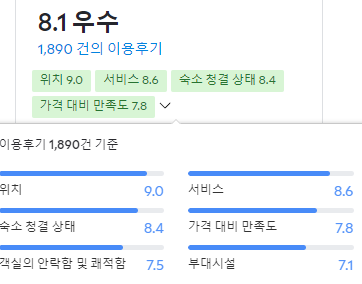 8.1 우수
1,890 건의 이용후기
위치 9.0 서비스 8.6 숙소 청결 상태 8.4
가격 대비 만족도 7.8
이용후기 1,890건 기준
위치 9.0 서비스 8.6
숙소 청결 상태 8.4 가격 대비 만족도 7.8
객실의 안락함 및 쾌적함 7.5 부대시설 7.1